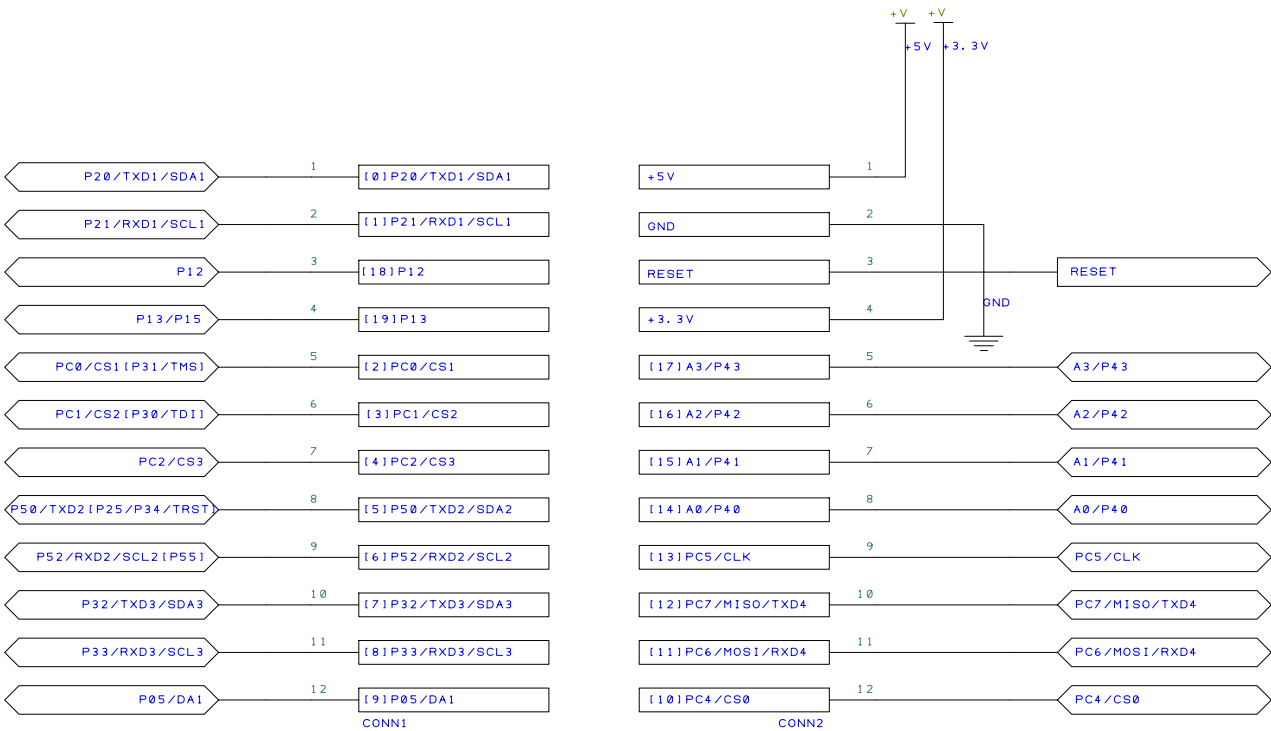 +V +V
+5V +3.3V
P20/TXD1/SDA1 1 [0]P20/TXD1/SDA1 +5V 1
P21/RXD1/SCL1 2 [1]P21/RXD1/SCL1 GND 2
P12 3 [18]P12 RESET 3 RESET
GND
P13/P15 4 [19]P13 +3.3V 4
PC0/CS1[P31/TMS] 5 [2]PC0/CS1 [17]A3/P43 5 A3/P43
PC1/CS2[P30/TDI] 6 [3]PC1/CS2 [16]A2/P42 6 A2/P42
PC2/CS3 7 [4]PC2/CS3 [15]A1/P41 7 A1/P41
P50/TXD2[P25/P34/TRST] 8 [5]P50/TXD2/SDA2 [14]A0/P40 8 A0/P40
P52/RXD2/SCL2[P55] 9 [6]P52/RXD2/SCL2 [13]PC5/CLK 9 PC5/CLK
P32/TXD3/SDA3 10 [7]P32/TXD3/SDA3 [12]PC7/MISO/TXD4 10 PC7/MISO/TXD4
P33/RXD3/SCL3 11 [8]P33/RXD3/SCL3 [11]PC6/MOSI/RXD4 11 PC6/MOSI/RXD4
P05/DA1 12 [9]P05/DA1 [10]PC4/CS0 12 PC4/CS0
CONN1 CONN2